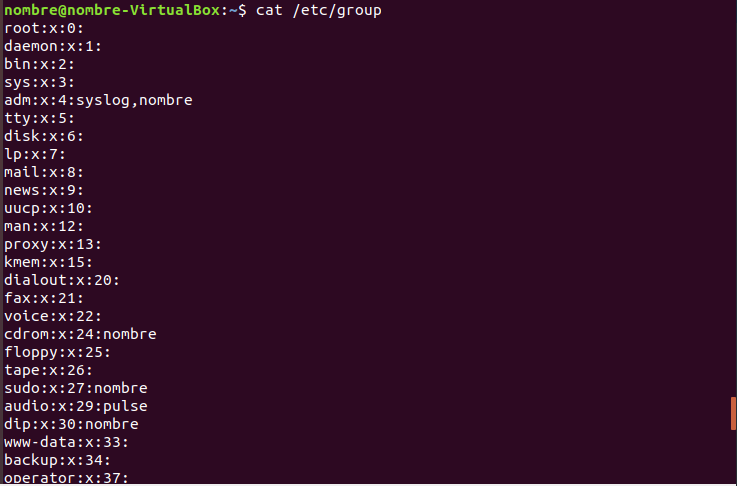 nombre@nombre-VirtualBox:~$ cat /etc/group
root:x:0:
daemon:x:1:
bin:x:2:
sys:x:3:
adm:x:4:syslog,nombre
tty:x:5:
disk:x:6:
lp:x:7:
mail:x:8:
news:x:9:
uucp:x:10:
man:x:12:
proxy:x:13:
kmem:x:15:
dialout:x:20:
fax:x:21:
voice:x:22:
cdrom:x:24:nombre
floppy:x:25:
tape:x:26:
sudo:x:27:nombre
audio:x:29:pulse
dip:x:30:nombre
www-data:x:33:
backup:x:34:
operator:x:37: